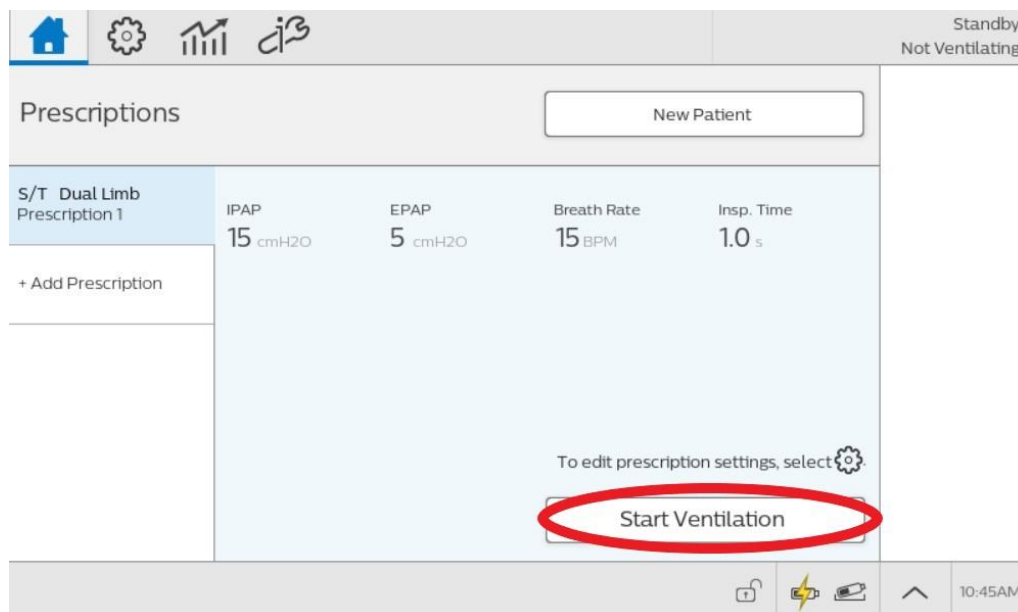 Standby
Not Ventilating
Prescriptions
New Patient
S/T Dual Limb
Prescription 1
+ Add Prescription
IPAP
15 cmH2O
EPAP
5 cmH2O
Breath Rate
15 BPM
Insp. Time
1.0 s
To edit prescription settings, select
Start Ventilation
10:45AM